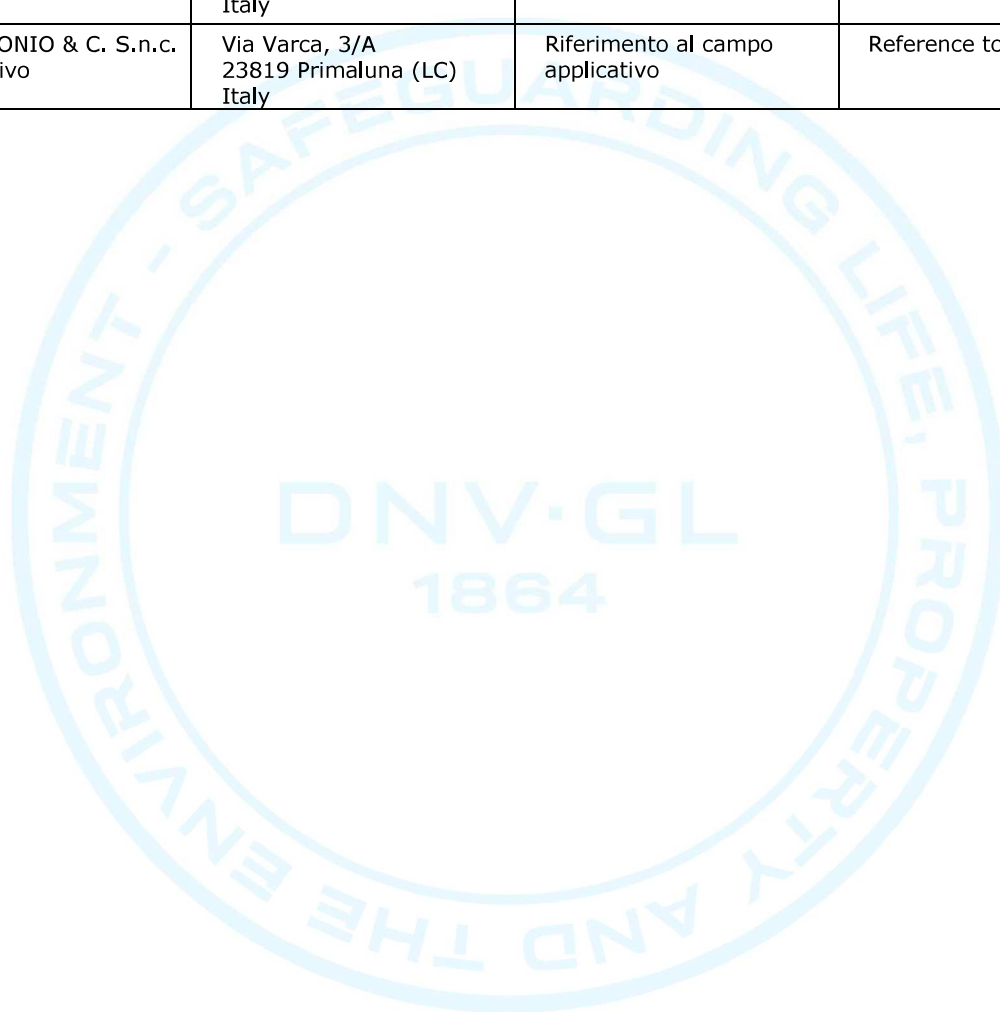 Italy
ONIO & C. S.n.c.
ivo
Via Varca, 3/A
23819 Primaluna (LC)
Italy
Riferimento al campo
applicativo
Reference to
SAFEGUARDING LIFE, PROPERTY AND THE ENVIRONMENT -
DNV·GL
1864